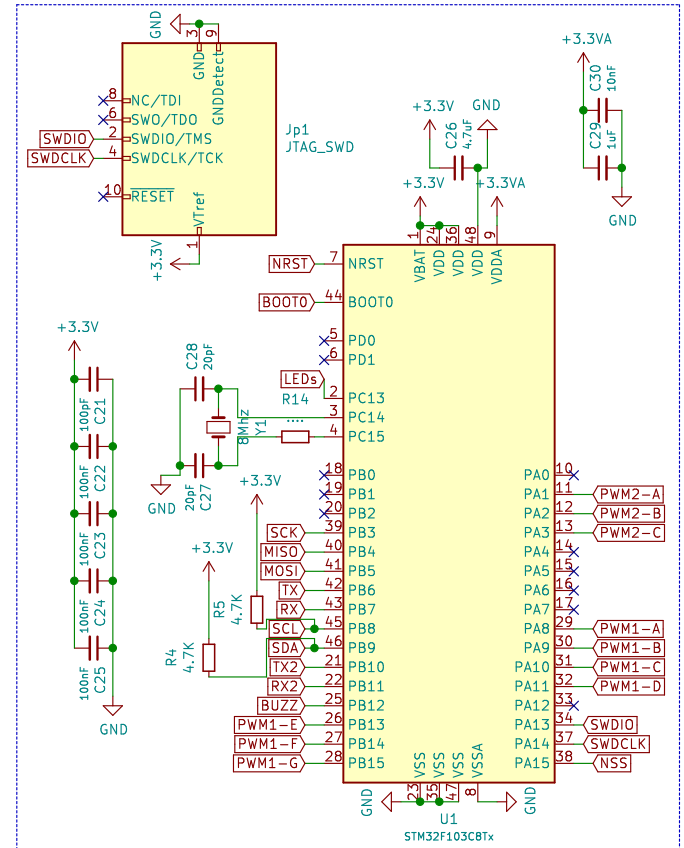 GND
3
9
GND
GNDDetect
8
NC/TDI
6
SWO/TDO
SWDIO
2
SWDIO/TMS
SWDCLK
4
SWDCLK/TCK
10
RESET
VTref
1
+3.3V
Jp1
JTAG_SWD
+3.3VA
C30
10nF
C29
1uF
GND
+3.3V
GND
C26
4.7uF
+3.3V
+3.3VA
1
24
36
48
9
VBAT
VDD
VDD
VDD
VDDA
NRST
7
NRST
BOOT0
44
BOOT0
5
PD0
6
PD1
LEDs
2
PC13
3
PC14
4
PC15
C28
20pF
8Mhz
Y1
R14
....
C27
20pF
GND
+3.3V
C21
100pF
C22
100nF
C23
100nF
C24
100nF
C25
100nF
GND
+3.3V
R5
4.7K
+3.3V
R4
4.7K
18
PB0
19
PB1
20
PB2
SCK
39
PB3
MISO
40
PB4
MOSI
41
PB5
TX
42
PB6
RX
43
PB7
SCL
45
PB8
SDA
46
PB9
TX2
21
PB10
RX2
22
PB11
BUZZ
25
PB12
PWM1-E
26
PB13
PWM1-F
27
PB14
PWM1-G
28
PB15
PA0
10
PA1
11
PWM2-A
PA2
12
PWM2-B
PA3
13
PWM2-C
PA4
14
PA5
15
PA6
16
PA7
17
PA8
29
PWM1-A
PA9
30
PWM1-B
PA10
31
PWM1-C
PA11
32
PWM1-D
PA12
33
PA13
34
SWDIO
PA14
37
SWDCLK
PA15
38
NSS
VSS
VSS
VSS
VSSA
23
35
47
8
GND
GND
U1
STM32F103C8Tx